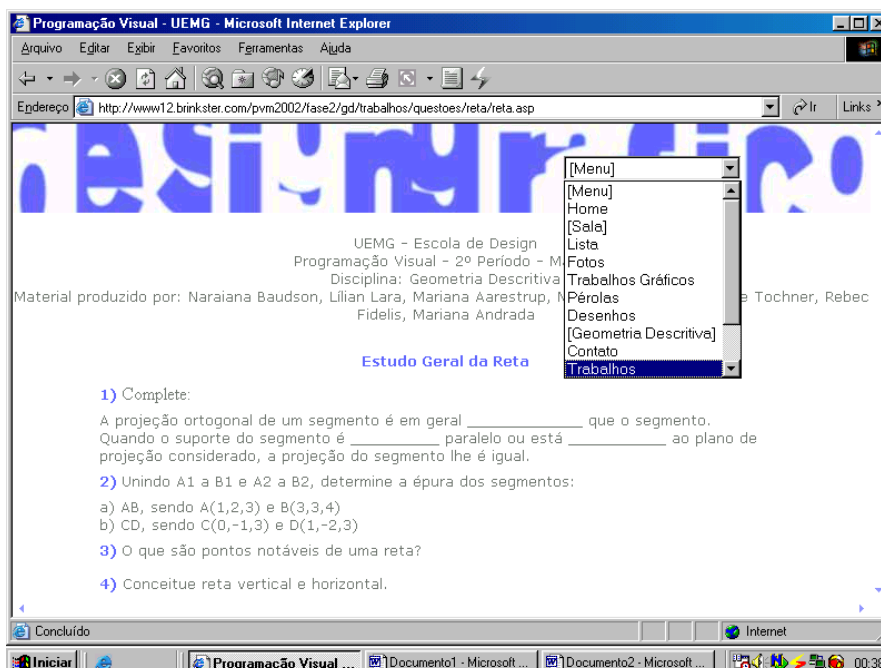 Programação Visual - UEMG - Microsoft Internet Explorer
Arquivo Editar Exibir Favoritos Ferramentas Ajuda
Endereço http://www12.brinkster.com/pvm2002/fase2/gd/trabalhos/questoes/reta/reta.asp Ir Links
[Menu]
[Menu]
Home
[Sala]
Lista
Fotos
Trabalhos Gráficos
Pérolas
Desenhos
[Geometria Descritiva]
Contato
Trabalhos
UEMG - Escola de Design
Programação Visual - 2º Período - M
Disciplina: Geometria Descritiva
Material produzido por: Naraiana Baudson, Lílian Lara, Mariana Aarestrup, e Tochner, Rebec
Fidelis, Mariana Andrada
Estudo Geral da Reta
1) Complete:
A projeção ortogonal de um segmento é em geral _____________ que o segmento.
Quando o suporte do segmento é __________ paralelo ou está ___________ ao plano de
projeção considerado, a projeção do segmento lhe é igual.
2) Unindo A1 a B1 e A2 a B2, determine a épura dos segmentos:
a) AB, sendo A(1,2,3) e B(3,3,4)
b) CD, sendo C(0,-1,3) e D(1,-2,3)
3) O que são pontos notáveis de uma reta?
4) Conceitue reta vertical e horizontal.
Concluído Internet
Iniciar Programação Visual ... Documento1 - Microsoft ... Documento2 - Microsoft ...